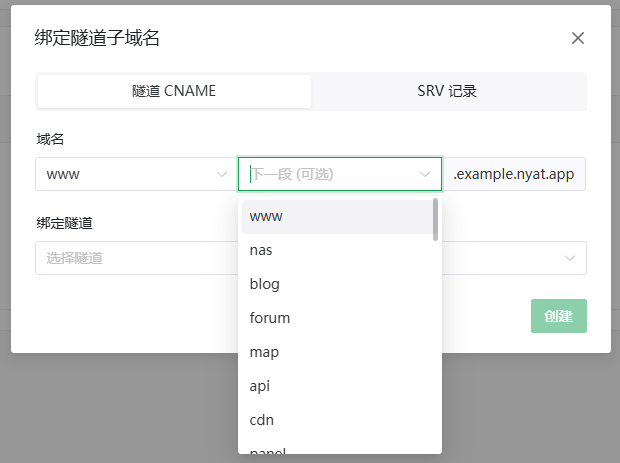 绑定隧道子域名
隧道 CNAME
SRV 记录
域名
www
下一段 (可选)
.example.nyat.app
www
nas
blog
forum
map
api
cdn
panel
绑定隧道
选择隧道
创建